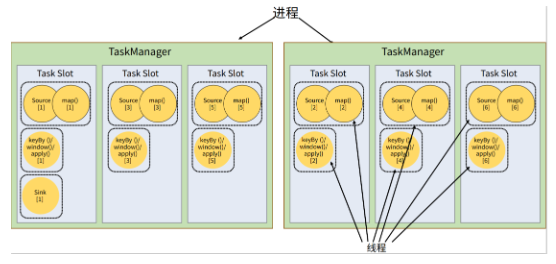 进程
TaskManager
TaskManager
Task Slot
Task Slot
Task Slot
Task Slot
Task Slot
Task Slot
Source
[1]
map()
[1]
Source
[3]
map()
[3]
Source
[5]
map()
[5]
Source
[2]
map()
[2]
Source
[4]
map()
[4]
Source
[6]
map()
[6]
keyBy ()/
window()/
apply()
[1]
keyBy ()/
window()/
apply()
[3]
keyBy ()/
window()/
apply()
[5]
keyBy ()/
window()/
apply()
[2]
keyBy ()/
window()/
apply()
[4]
keyBy ()/
window()/
apply()
[6]
Sink
[1]
线程